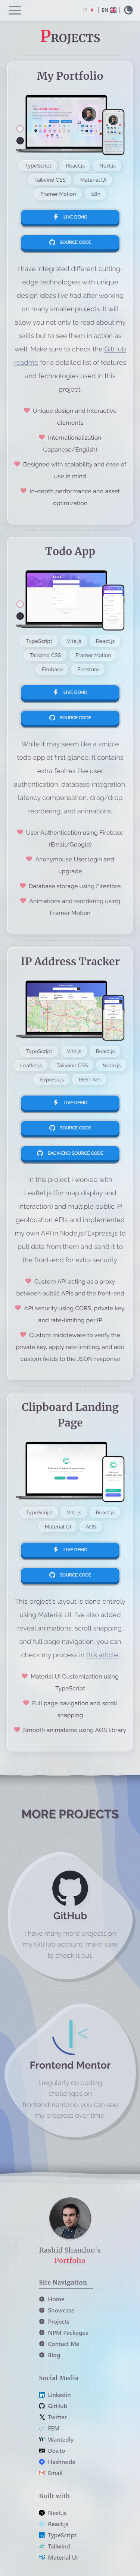 JP | EN
PROJECTS
My Portfolio
TypeScript React.js Next.js
Tailwind CSS Material UI
Framer Motion i18n
LIVE DEMO
SOURCE CODE
I have integrated different cutting-
edge technologies with unique
design ideas I've had after working
on many smaller projects. It will
allow you not only to read about my
skills but to see them in action as
well. Make sure to check the GitHub
readme for a detailed list of features
and technologies used in this
project.
Unique design and Interactive
elements
Internationalization
(Japanese/English)
Designed with scalability and ease of
use in mind
In-depth performance and asset
optimization
Todo App
TypeScript Vite.js React.js
Tailwind CSS Framer Motion
Firebase Firestore
LIVE DEMO
SOURCE CODE
While it may seem like a simple
todo app at first glance. It contains
extra featres like user
authentication, database integration,
latency compensation, drag/drop
reordering, and animations.
User Authentication using Firebase
(Email/Google)
Anonymouse User login and
upgrade
Database storage using Firestore
Animations and reordering using
Framer Motion
IP Address Tracker
TypeScript Vite.js React.js
Leaflet.js Tailwind CSS Node.js
Express.js REST API
LIVE DEMO
SOURCE CODE
BACK-END SOURCE CODE
In this project i worked with
Leaflet.js (for map display and
interaction) and multiple public IP
geolocation APIs and implemented
my own API in Node.js/Express.js to
pull data from them and send it to
the front-end for extra security.
Custom API acting as a proxy
between public APIs and the front-end
API security using CORS, private key,
and rate-limiting per IP
Custom middleware to verify the
private key, apply rate limiting, and add
custom fields to the JSON response
Clipboard Landing
Page
TypeScript Vite.js React.js
Material UI AOS
LIVE DEMO
SOURCE CODE
This project's layout is done entirely
using Material UI. I've also added
reveal animations, scroll snapping,
and full page navigation. you can
check my process in this article.
Material UI Customization using
TypeScript
Full page navigation and scroll
snapping
Smooth animations using AOS library
MORE PROJECTS
GitHub
I have many more projects on
my GitHub account, make sure
to check it out.
Frontend Mentor
I regularly do coding
challenges on
frontendmentor.io. you can see
my progress over time.
Rashid Shamloo's
Portfolio
Site Navigation
Home
Showcase
Projects
NPM Packages
Contact Me
Blog
Social Media
Linkedin
GitHub
Twitter
FEM
Wantedly
Dev.to
Hashnode
Email
Built with
Next.js
React.js
TypeScript
Tailwind
Material UI